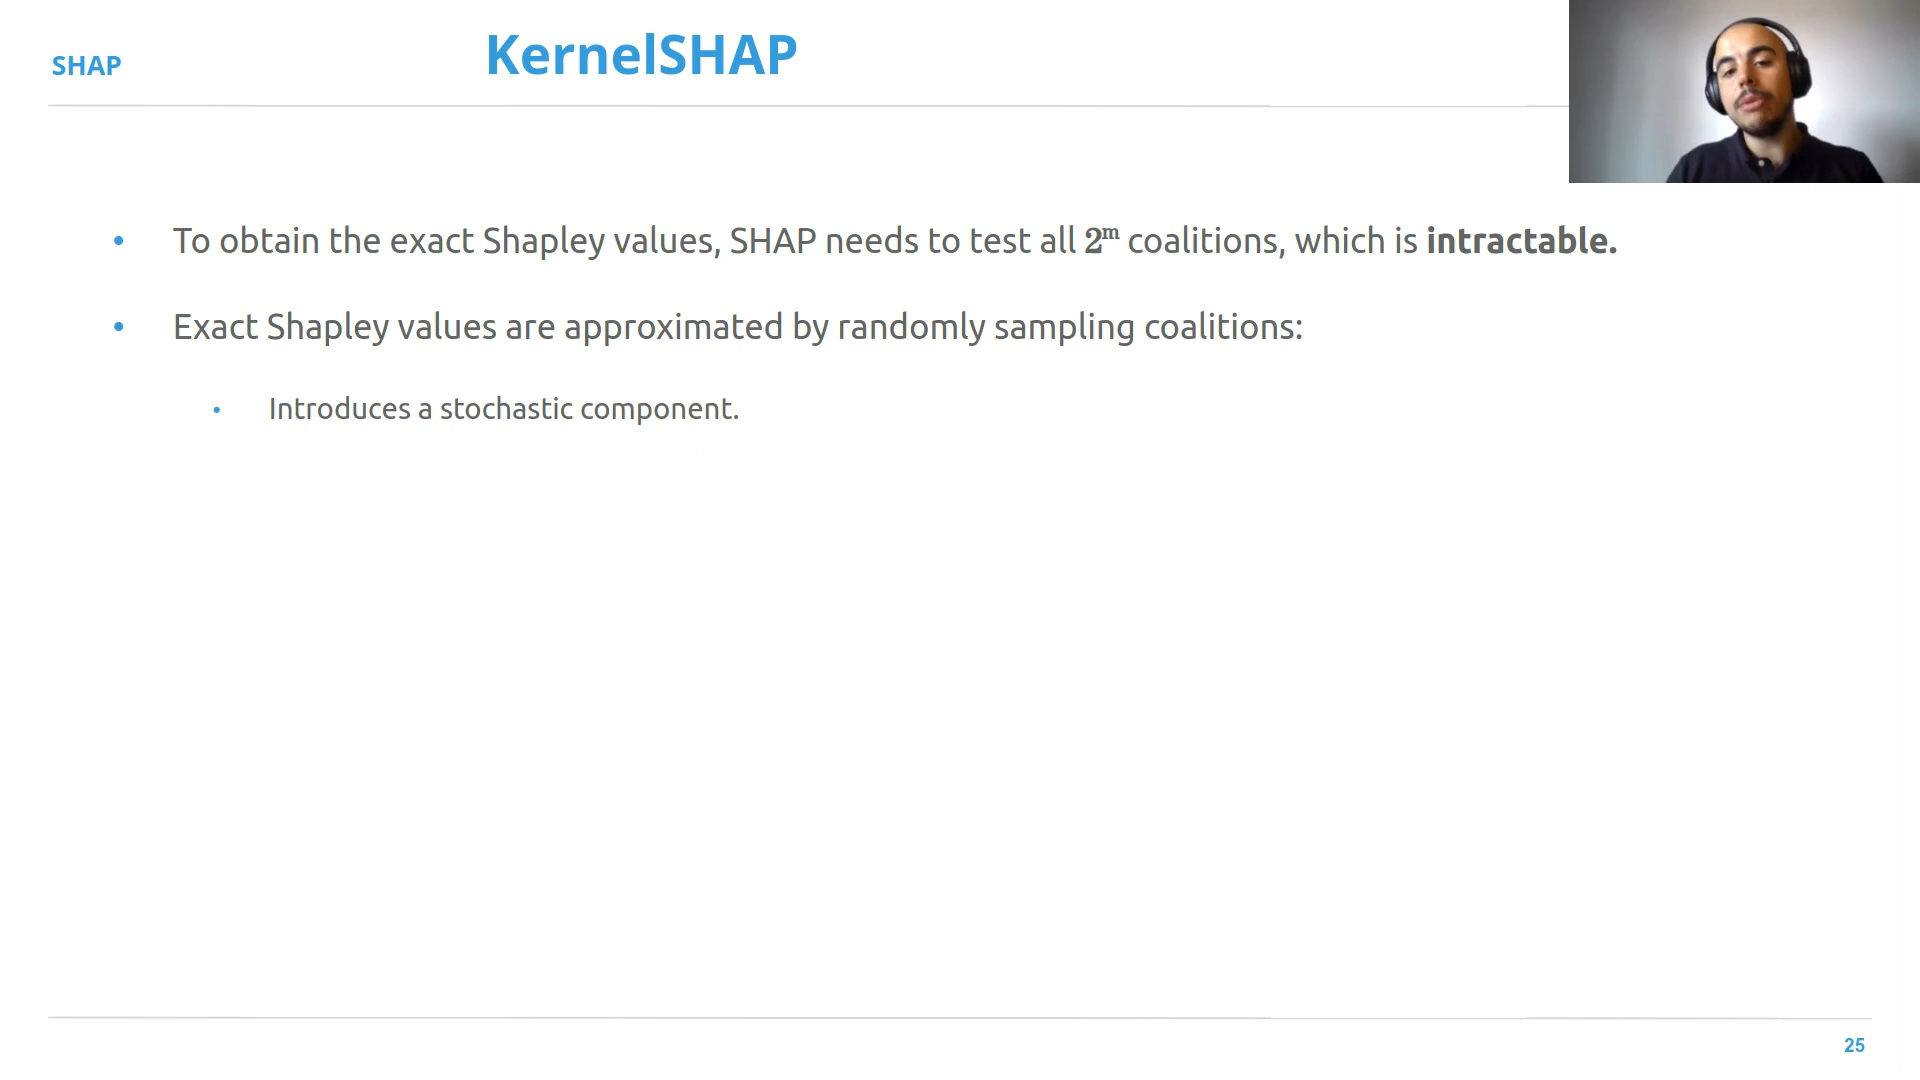 SHAP
KernelSHAP
• To obtain the exact Shapley values, SHAP needs to test all 2ᵐ coalitions, which is intractable.
• Exact Shapley values are approximated by randomly sampling coalitions:
• Introduces a stochastic component.
25